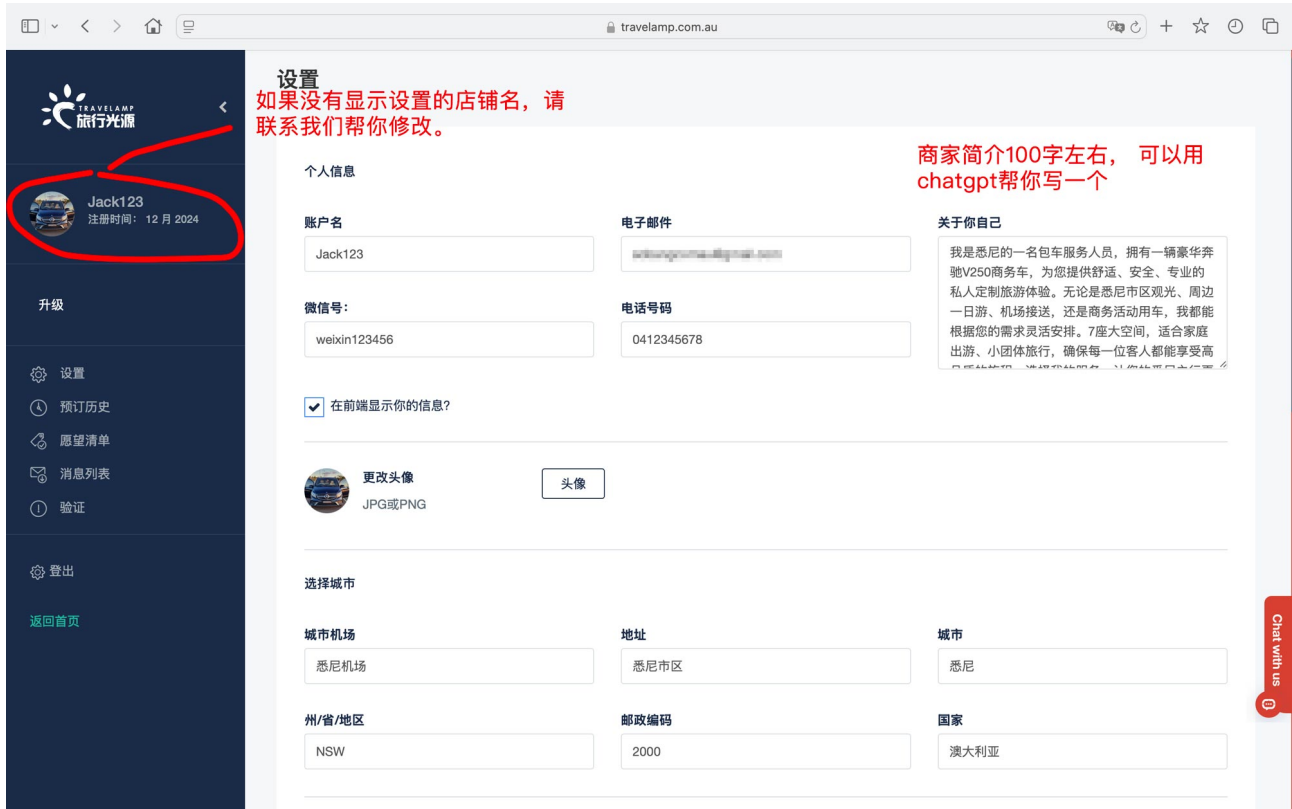 travelamp.com.au
TRAVELAMP
旅行光源
设置
如果没有显示设置的店铺名，请
联系我们帮你修改。
商家简介100字左右， 可以用
chatgpt帮你写一个
Jack123
注册时间： 12 月 2024
升级
设置
预订历史
愿望清单
消息列表
验证
登出
返回首页
个人信息
账户名
电子邮件
关于你自己
Jack123
我是悉尼的一名包车服务人员，拥有一辆豪华奔
驰V250商务车，为您提供舒适、安全、专业的
私人定制旅游体验。无论是悉尼市区观光、周边
一日游、机场接送，还是商务活动用车，我都能
根据您的需求灵活安排。7座大空间，适合家庭
出游、小团体旅行，确保每一位客人都能享受高
微信号：
电话号码
weixin123456
0412345678
在前端显示你的信息?
更改头像
JPG或PNG
头像
选择城市
城市机场
地址
城市
悉尼机场
悉尼市区
悉尼
州/省/地区
邮政编码
国家
NSW
2000
澳大利亚
Chat with us